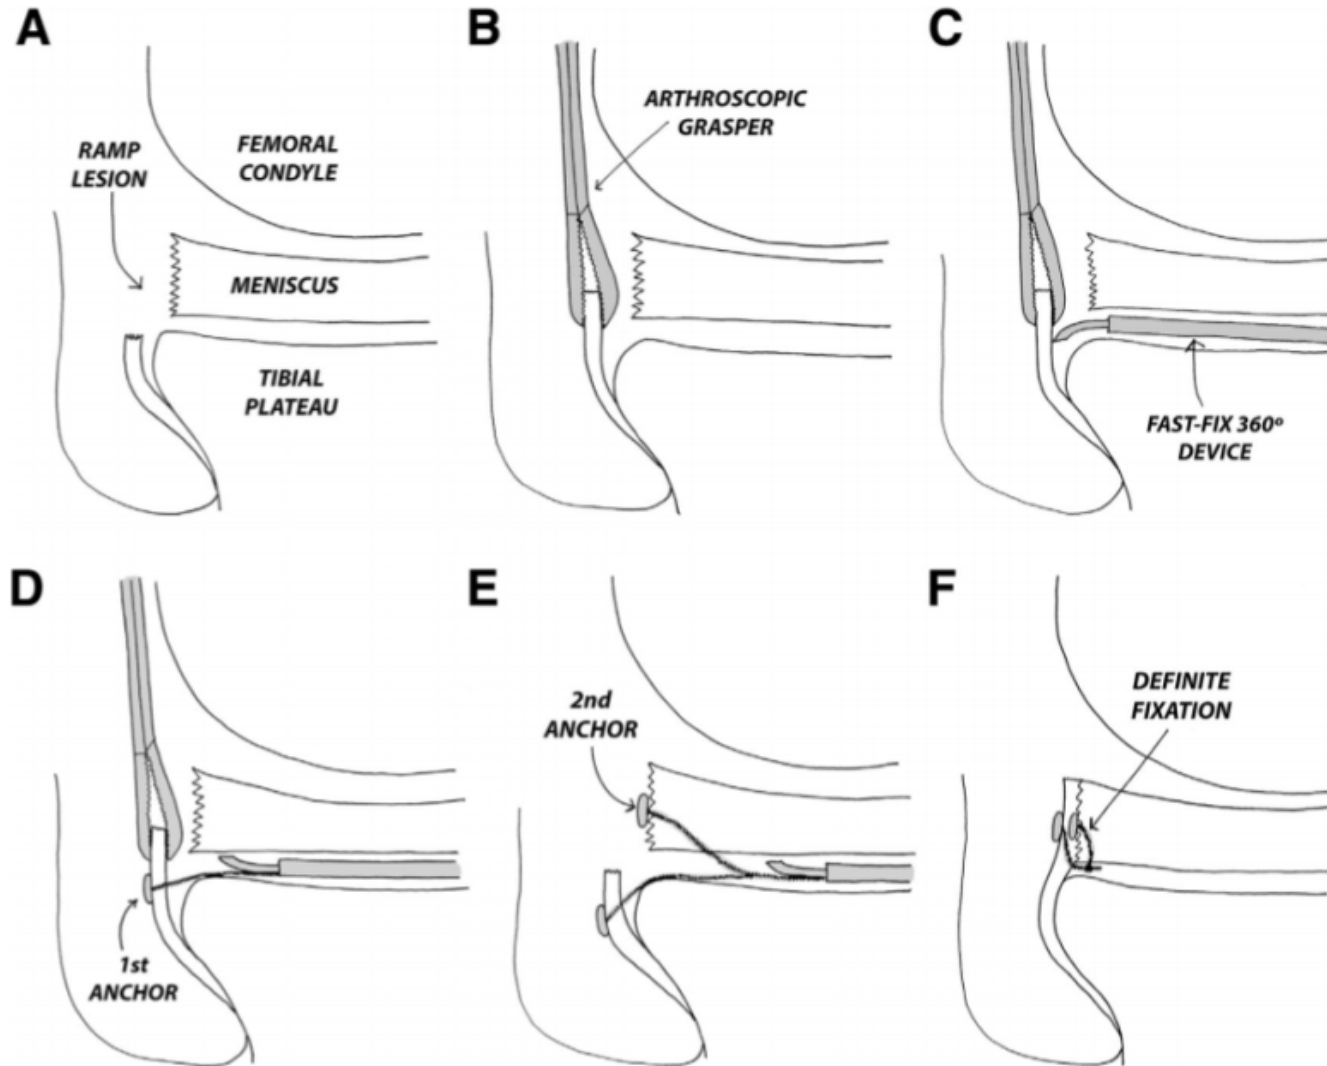 A
RAMP
LESION
FEMORAL
CONDYLE
MENISCUS
TIBIAL
PLATEAU
B
ARTHROSCOPIC
GRASPER
C
FAST-FIX 360º
DEVICE
D
1st
ANCHOR
E
2nd
ANCHOR
F
DEFINITE
FIXATION